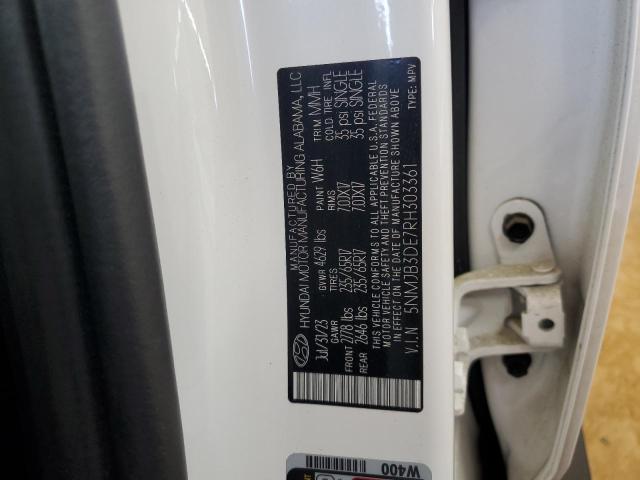 MANUFACTURED BY
HYUNDAI MOTOR MANUFACTURING ALABAMA, LLC
Jul/31/23 GVWR 4629 lbs PAINT W6H TRIM MMH
GAWR TIRES RIMS COLD TIRE INFL
FRONT 2778 lbs 235/65R17 7.0JX17 35 psi SINGLE
REAR 2646 lbs 235/65R17 7.0JX17 35 psi SINGLE
THIS VEHICLE CONFORMS TO ALL APPLICABLE U.S.A. FEDERAL
MOTOR VEHICLE SAFETY AND THEFT PREVENTION STANDARDS
IN EFFECT ON THE DATE OF MANUFACTURE SHOWN ABOVE
V.I.N 5NMJB3DE7RH303361 TYPE: MPV
W400